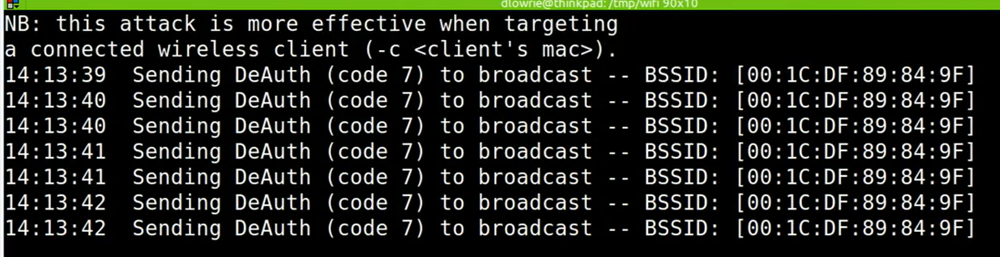 dlowrie@thinkpad: /tmp/wifi 90x10
NB: this attack is more effective when targeting
a connected wireless client (-c <client's mac>).
14:13:39  Sending DeAuth (code 7) to broadcast -- BSSID: [00:1C:DF:89:84:9F]
14:13:40  Sending DeAuth (code 7) to broadcast -- BSSID: [00:1C:DF:89:84:9F]
14:13:40  Sending DeAuth (code 7) to broadcast -- BSSID: [00:1C:DF:89:84:9F]
14:13:41  Sending DeAuth (code 7) to broadcast -- BSSID: [00:1C:DF:89:84:9F]
14:13:41  Sending DeAuth (code 7) to broadcast -- BSSID: [00:1C:DF:89:84:9F]
14:13:42  Sending DeAuth (code 7) to broadcast -- BSSID: [00:1C:DF:89:84:9F]
14:13:42  Sending DeAuth (code 7) to broadcast -- BSSID: [00:1C:DF:89:84:9F]